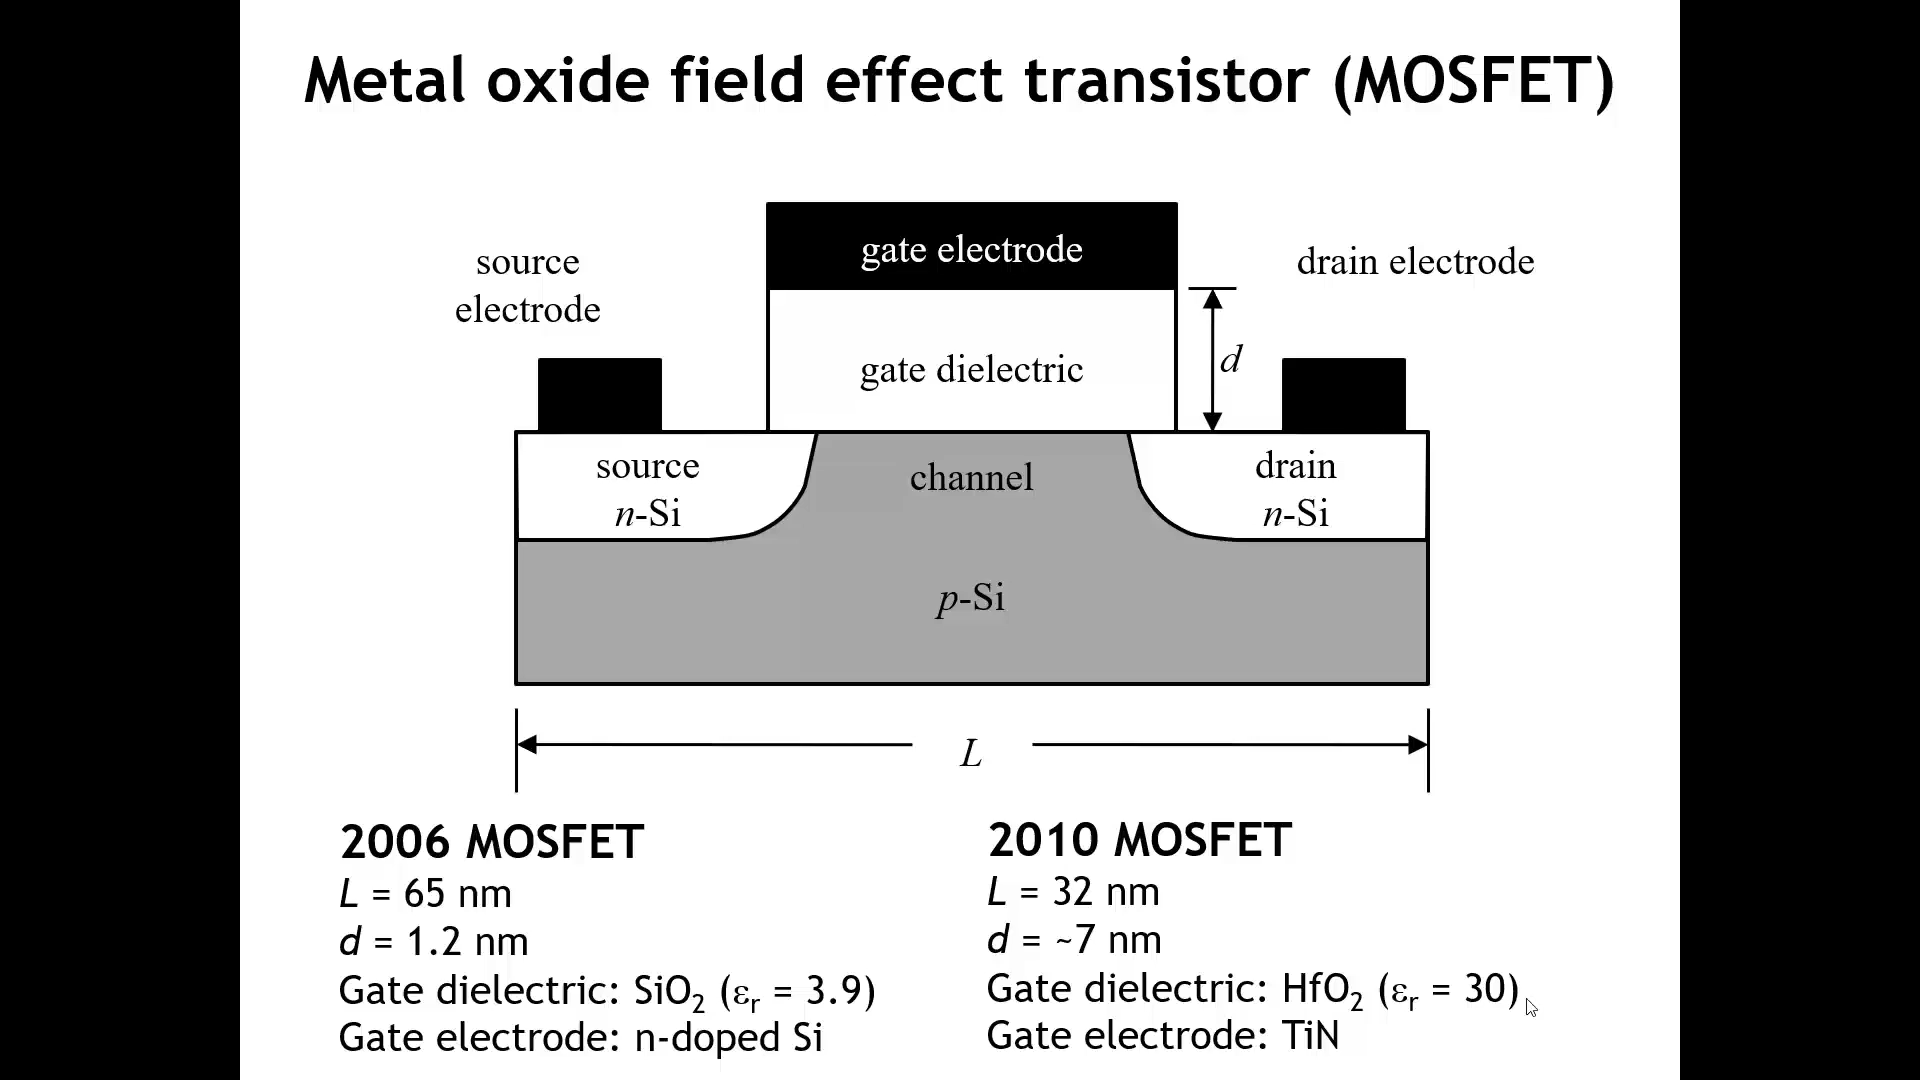 Metal oxide field effect transistor (MOSFET)
source
electrode
gate electrode
drain electrode
gate dielectric
d
source
n-Si
channel
drain
n-Si
p-Si
L
2006 MOSFET
L = 65 nm
d = 1.2 nm
Gate dielectric: SiO₂ (εᵣ = 3.9)
Gate electrode: n-doped Si
2010 MOSFET
L = 32 nm
d = ~7 nm
Gate dielectric: HfO₂ (εᵣ = 30)
Gate electrode: TiN